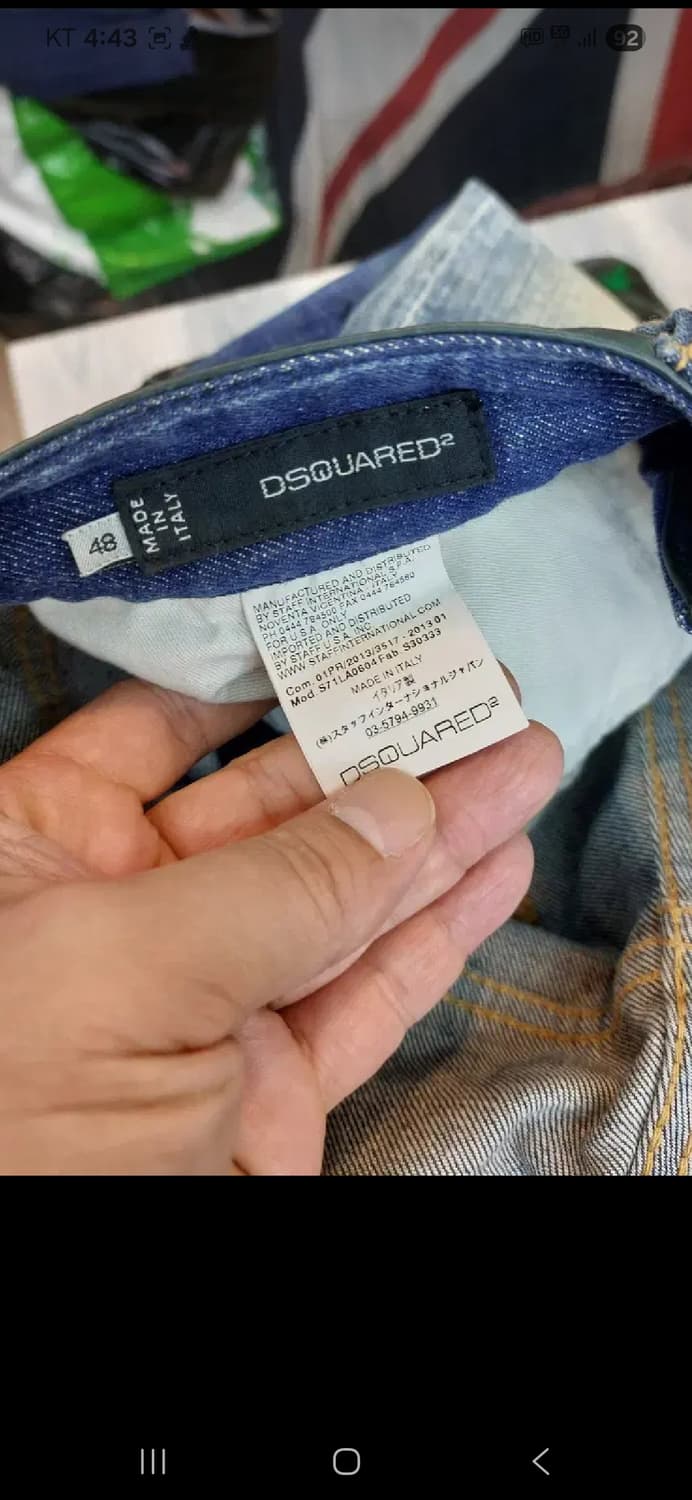 KT 4:43
92
DSQUARED2
MADE
IN
ITALY
48
MANUFACTURED AND DISTRIBUTED
BY STAFF INTERNATIONAL S.P.A.
NOVENTA VICENTINA, ITALY
PH 0444 784500 FAX 0444 784580
FOR U.S.A. ONLY
IMPORTED AND DISTRIBUTED
BY STAFF U.S.A. INC.
WWW.STAFFINTERNATIONAL.COM
Com. 01PR/2013/3517 - 2013 01
Mod. S71LA0604 Fab. S30333
MADE IN ITALY
イタリア製
(株)スタッフインターナショナルジャパン
03-5794-9931
DSQUARED2